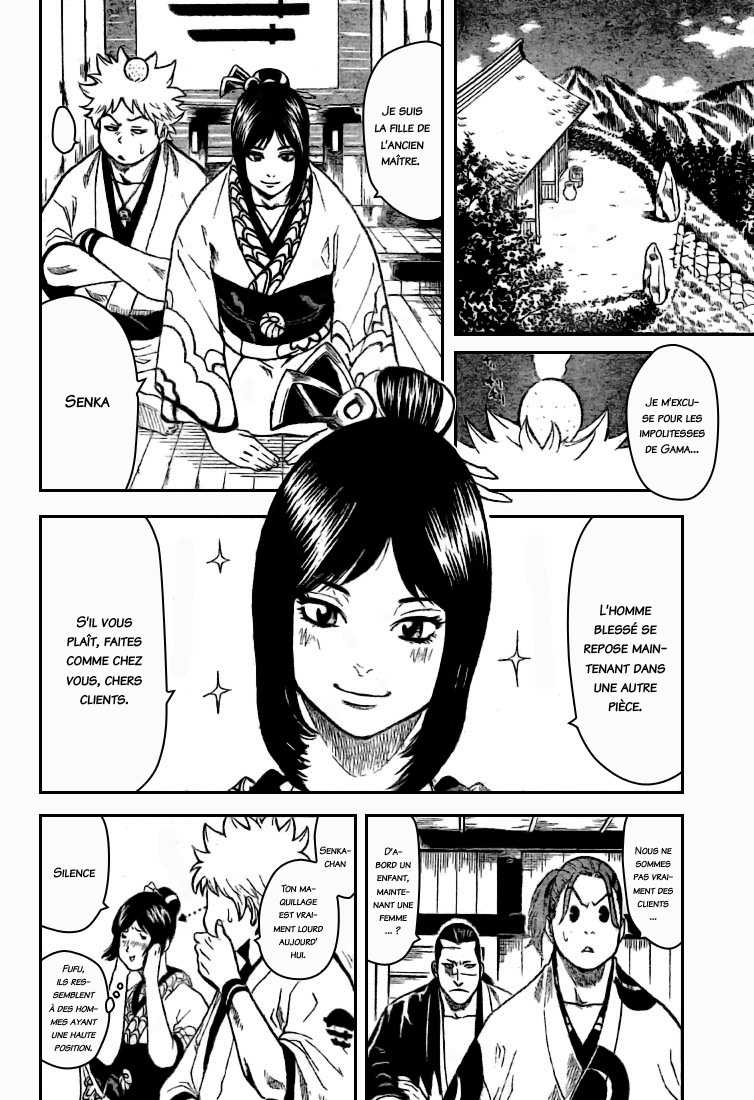 JE M'EXCU-
SE POUR LES
IMPOLITESSES
DE GAMA...
JE SUIS
LA FILLE DE
L'ANCIEN
MAÎTRE.
SENKA
L'HOMME
BLESSÉ SE
REPOSE MAIN-
TENANT DANS
UNE AUTRE
PIÈCE.
S'IL VOUS
PLAÎT, FAITES
COMME CHEZ
VOUS, CHERS
CLIENTS.
NOUS NE
SOMMES
PAS VRAI-
MENT DES
CLIENTS
...
D'A-
BORD UN
ENFANT,
MAINTE-
NANT UNE
FEMME
... ?
SENKA-
CHAN
TON MA-
QUILLAGE
EST VRAI-
MENT LOURD
AUJOURD'
HUI.
SILENCE
FUFU,
ILS RES-
SEMBLENT
À DES HOM-
MES AYANT
UNE HAUTE
POSITION.